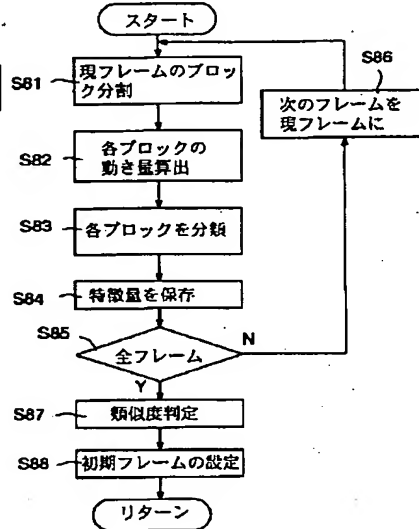 スタート
S81
現フレームのブロッ
ク分割
S86
次のフレームを
現フレームに
S82
各ブロックの
動き量算出
S83
各ブロックを分類
S84
特徴量を保存
S85
全フレーム
N
Y
S87
類似度判定
S88
初期フレームの設定
リターン